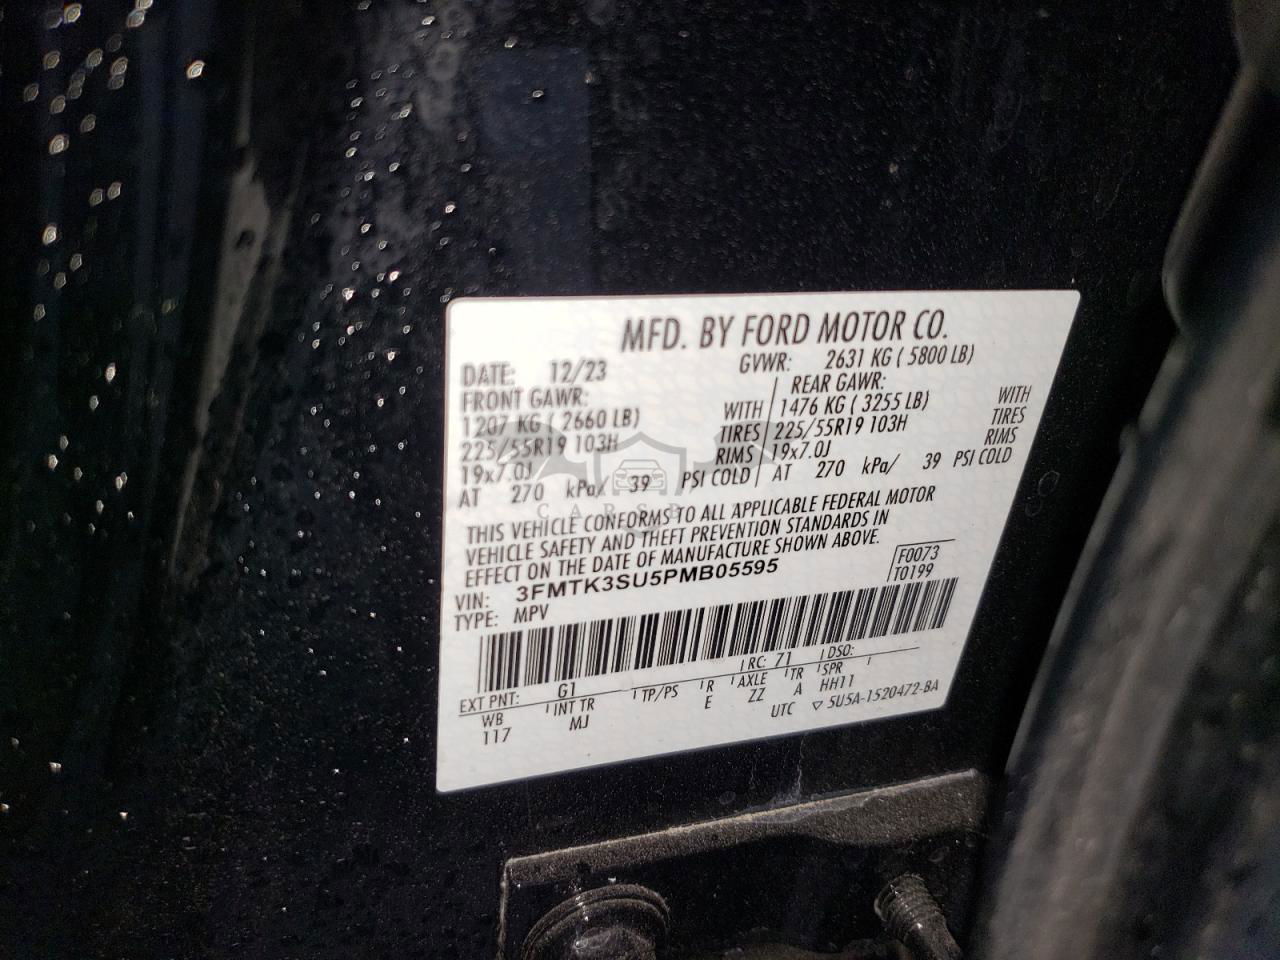 MFD. BY FORD MOTOR CO.
DATE: 12/23 GVWR: 2631 KG ( 5800 LB)
FRONT GAWR: REAR GAWR:
1207 KG ( 2660 LB) WITH 1476 KG ( 3255 LB) WITH
225/55R19 103H TIRES 225/55R19 103H TIRES
19x7.0J RIMS 19x7.0J RIMS
AT 270 kPa/ 39 PSI COLD AT 270 kPa/ 39 PSI COLD
THIS VEHICLE CONFORMS TO ALL APPLICABLE FEDERAL MOTOR
VEHICLE SAFETY AND THEFT PREVENTION STANDARDS IN
EFFECT ON THE DATE OF MANUFACTURE SHOWN ABOVE.
VIN: 3FMTK3SU5PMB05595 F0073
TYPE: MPV T0199
EXT PNT: G1 RC: 71 DSO:
WB INT TR TP/PS R AXLE TR SPR
117 MJ E ZZ A HH11
UTC ▽ 5U5A-1520472-BA